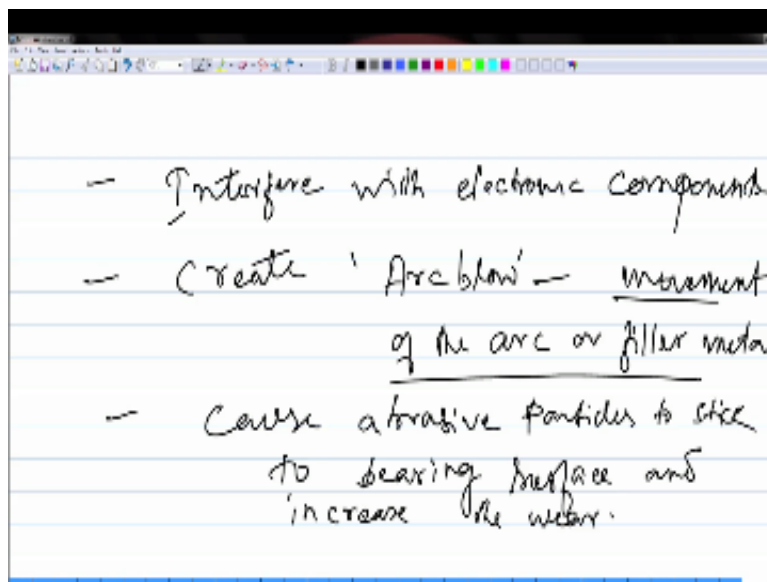 - Interfere with electronic components
- Create 'Arc blow' - movement
of the arc or filler meta
- Cause abrasive particles to stick
to bearing surface and
increase the wear.